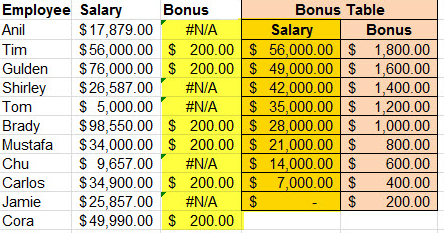 Employee Salary Bonus Bonus Table
Anil $17,879.00 #N/A Salary Bonus
Tim $56,000.00 $ 200.00 $ 56,000.00 $ 1,800.00
Gulden $76,000.00 $ 200.00 $ 49,000.00 $ 1,600.00
Shirley $26,587.00 #N/A $ 42,000.00 $ 1,400.00
Tom $ 5,000.00 #N/A $ 35,000.00 $ 1,200.00
Brady $98,550.00 $ 200.00 $ 28,000.00 $ 1,000.00
Mustafa $34,000.00 $ 200.00 $ 21,000.00 $ 800.00
Chu $ 9,657.00 #N/A $ 14,000.00 $ 600.00
Carlos $34,900.00 $ 200.00 $ 7,000.00 $ 400.00
Jamie $25,857.00 #N/A $ - $ 200.00
Cora $49,990.00 $ 200.00